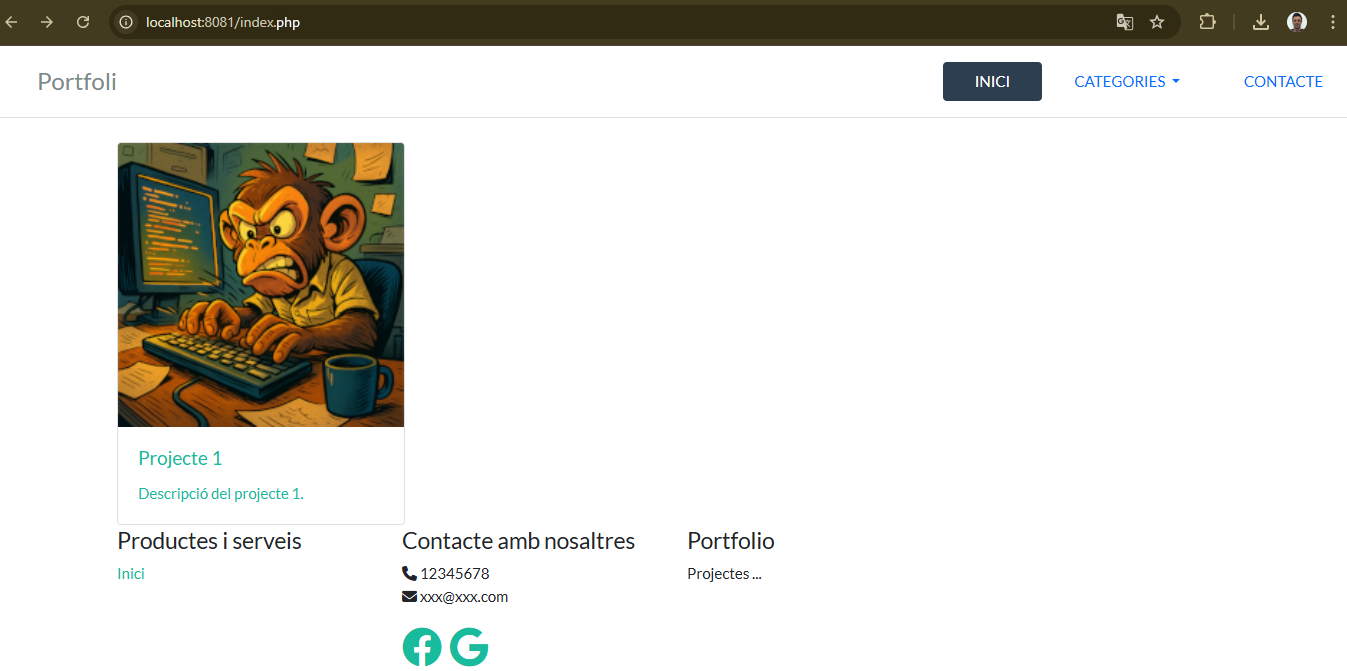 localhost:8081/index.php
Portfoli
INICI
CATEGORIES
CONTACTE
Projecte 1
Descripció del projecte 1.
Productes i serveis
Inici
Contacte amb nosaltres
12345678
xxx@xxx.com
Portfolio
Projectes ...